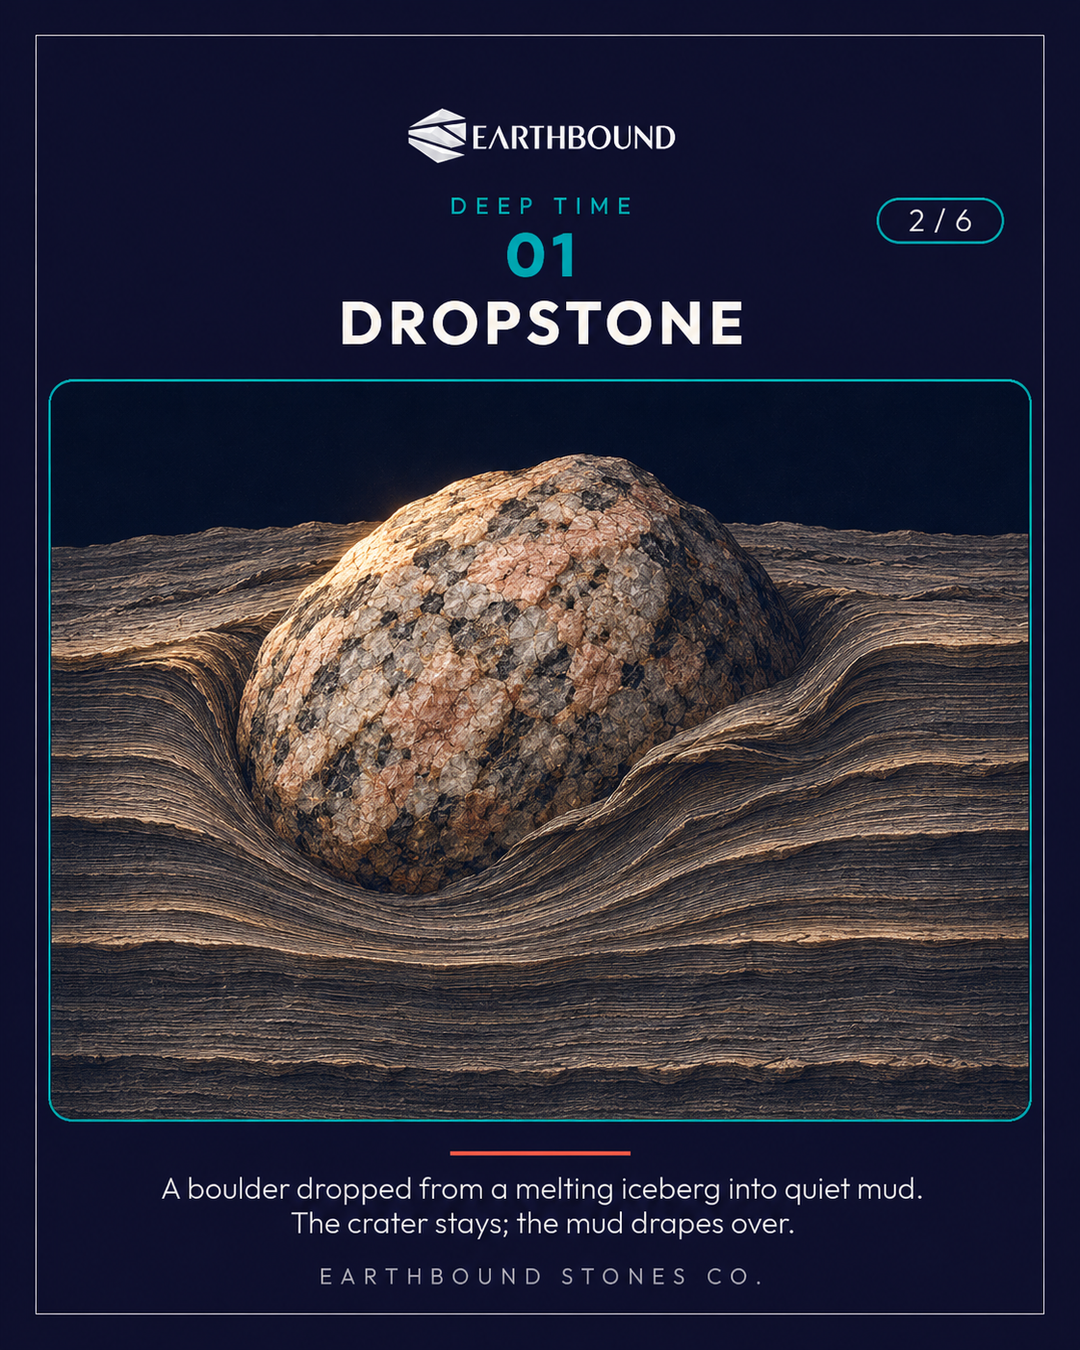 EARTHBOUND
DEEP TIME
2 / 6
01
DROPSTONE
A boulder dropped from a melting iceberg into quiet mud.
The crater stays; the mud drapes over.
EARTHBOUND STONES CO.